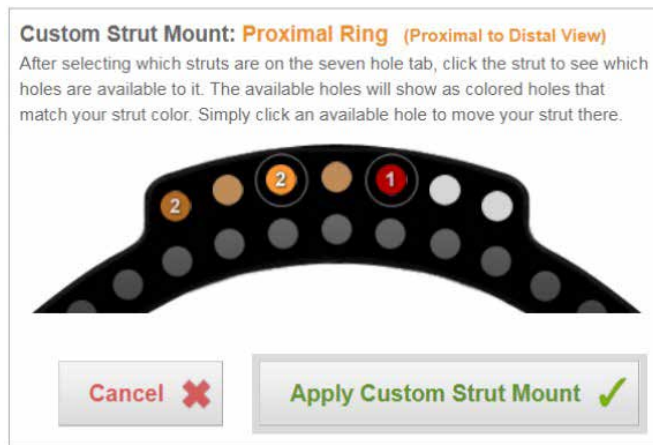 Custom Strut Mount: Proximal Ring (Proximal to Distal View)
After selecting which struts are on the seven hole tab, click the strut to see which
holes are available to it. The available holes will show as colored holes that
match your strut color. Simply click an available hole to move your strut there.
2 2 1
Cancel Apply Custom Strut Mount